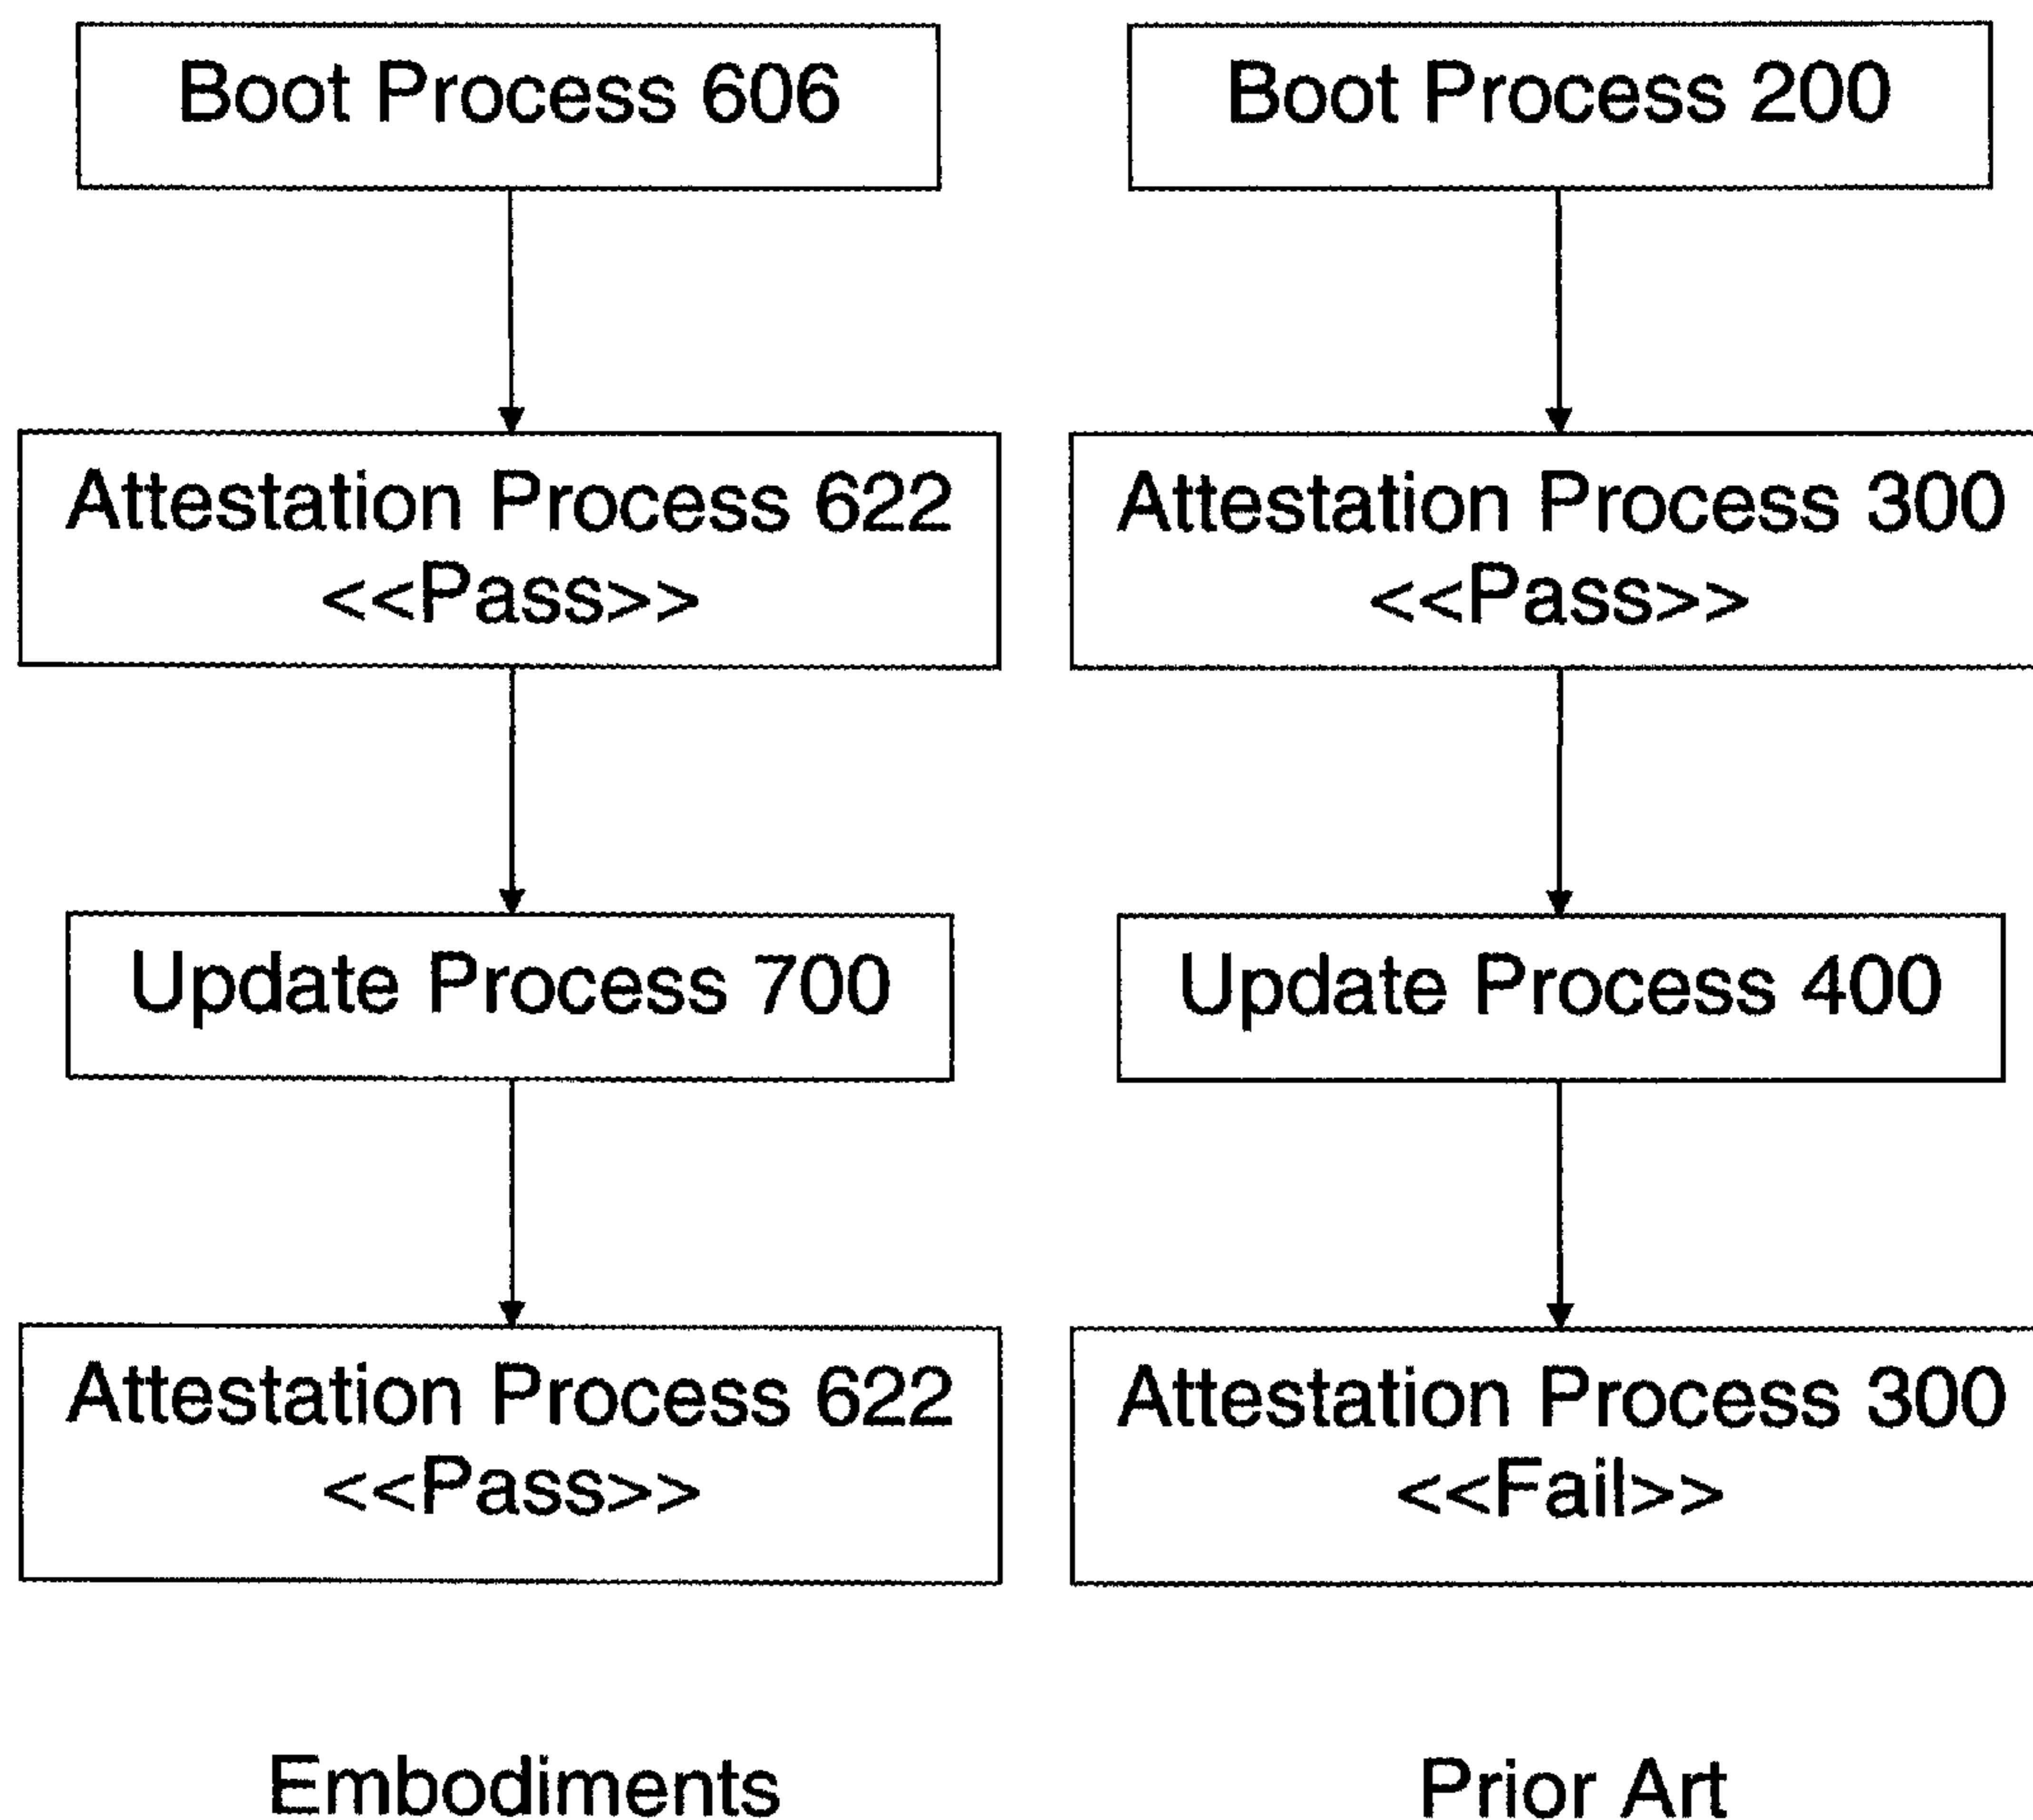 Boot Process 606
Attestation Process 622
<<Pass>>
Update Process 700
Attestation Process 622
<<Pass>>
Embodiments
Boot Process 200
Attestation Process 300
<<Pass>>
Update Process 400
Attestation Process 300
<<Fail>>
Prior Art